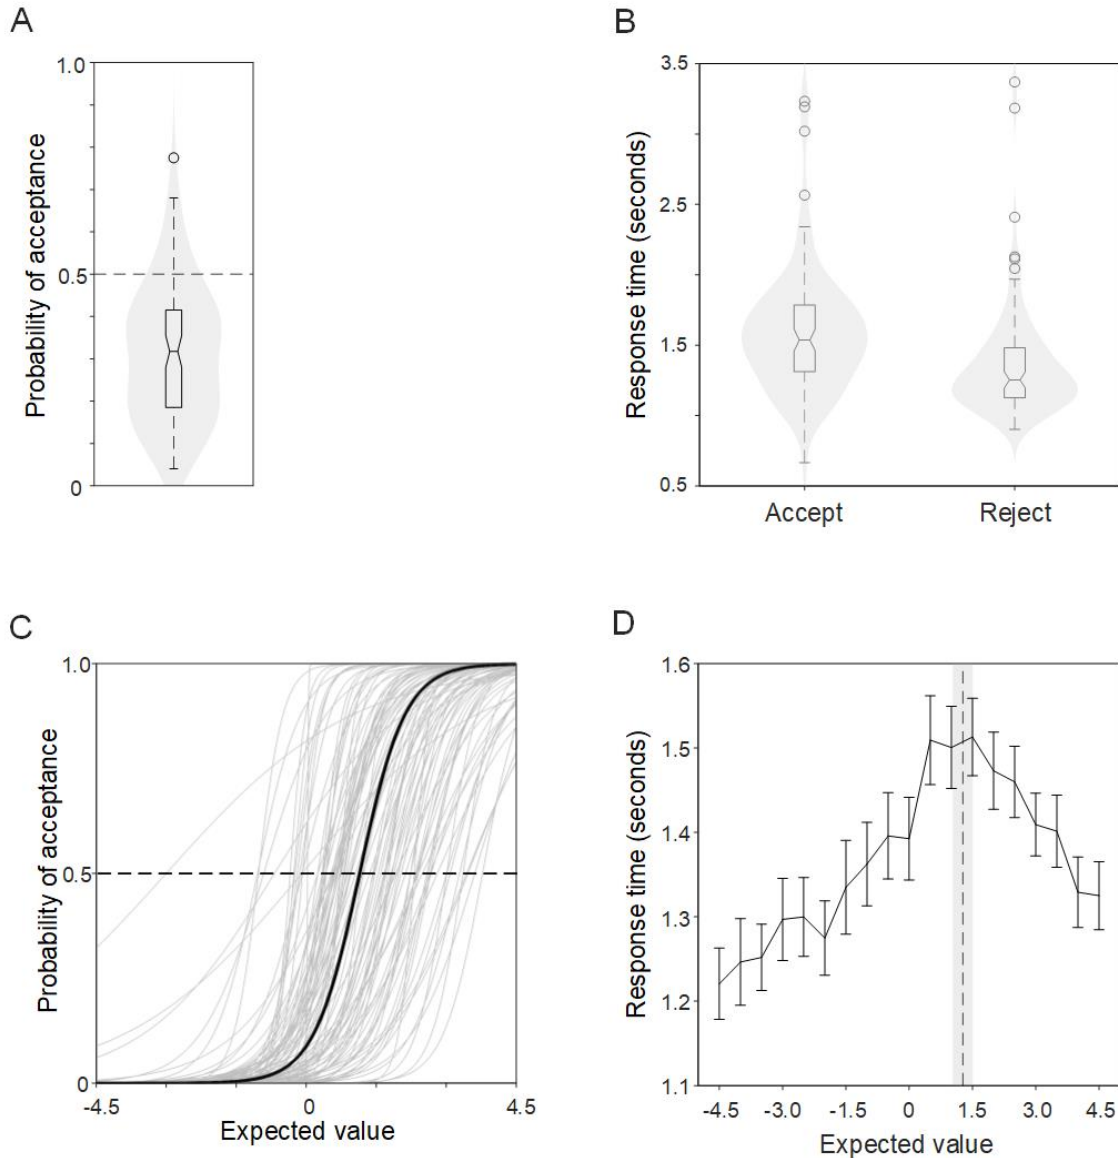 A
1.0
0.5
0
Probability of acceptance
B
3.5
2.5
1.5
0.5
Response time (seconds)
Accept Reject
C
1.0
0.5
0
Probability of acceptance
-4.5 0 4.5
Expected value
D
1.6
1.5
1.4
1.3
1.2
1.1
Response time (seconds)
-4.5 -3.0 -1.5 0 1.5 3.0 4.5
Expected value